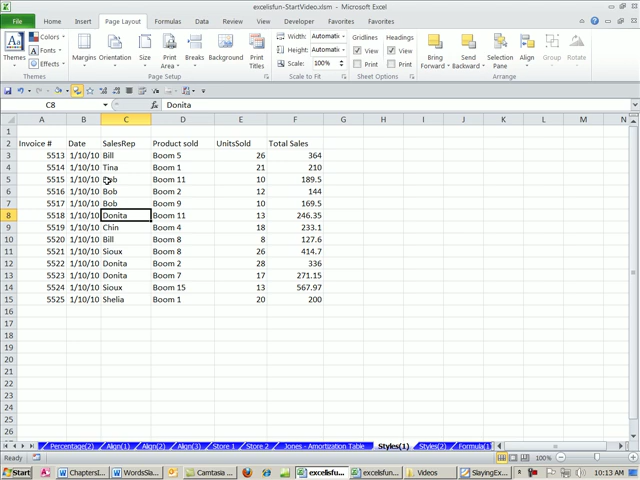 excelisfun-StartVideo.xlsm - Microsoft Excel
File Home Insert Page Layout Formulas Data Review View Developer Acrobat
Colors Width: Automatic Gridlines Headings
Themes Fonts Margins Orientation Size Print Area Breaks Background Print Titles Height: Automatic View View Bring Forward Send Backward Selection Pane Align Group Rotate
Effects Scale: 100% Print Print
Themes Page Setup Scale to Fit Sheet Options Arrange
C8 fx Donita
A B C D E F G H I J K L M
1
2 Invoice # Date SalesRep Product sold UnitsSold Total Sales
3 5513 1/10/10 Bill Boom 5 26 364
4 5514 1/10/10 Tina Boom 1 21 210
5 5515 1/10/10 Bob Boom 11 10 189.5
6 5516 1/10/10 Bob Boom 2 12 144
7 5517 1/10/10 Bob Boom 9 10 169.5
8 5518 1/10/10 Donita Boom 11 13 246.35
9 5519 1/10/10 Chin Boom 4 18 233.1
10 5520 1/10/10 Bill Boom 8 8 127.6
11 5521 1/10/10 Sioux Boom 8 26 414.7
12 5522 1/10/10 Donita Boom 2 28 336
13 5523 1/10/10 Donita Boom 7 17 271.15
14 5524 1/10/10 Sioux Boom 15 13 567.97
15 5525 1/10/10 Shelia Boom 1 20 200
16
17
18
19
20
21
22
23
24
25
26
Percentage(2) Align(1) Align(2) Align(3) Store 1 Store 2 Jones - Amortization Table Styles(1) Styles(2) Formula(1)
Ready 100%
Start ChaptersI WordsSlay Camtasia excelisfun- excelisfun- Videos SlayingEx 10:13 AM